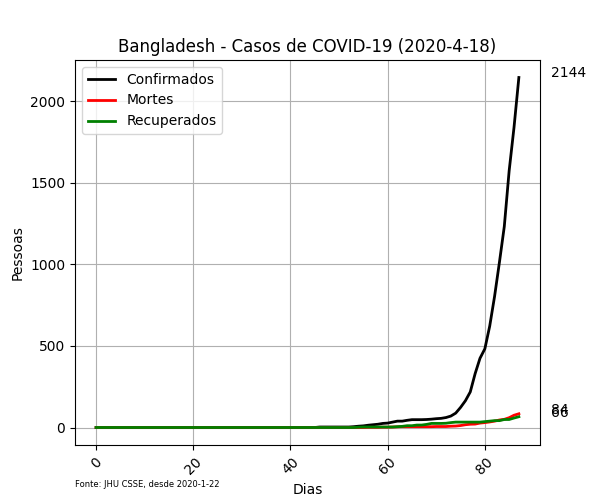 Bangladesh - Casos de COVID-19 (2020-4-18)
Confirmados
Mortes
Recuperados
2144
2000
1500
1000
500
0
84
66
Pessoas
0
20
40
60
80
Fonte: JHU CSSE, desde 2020-1-22
Dias